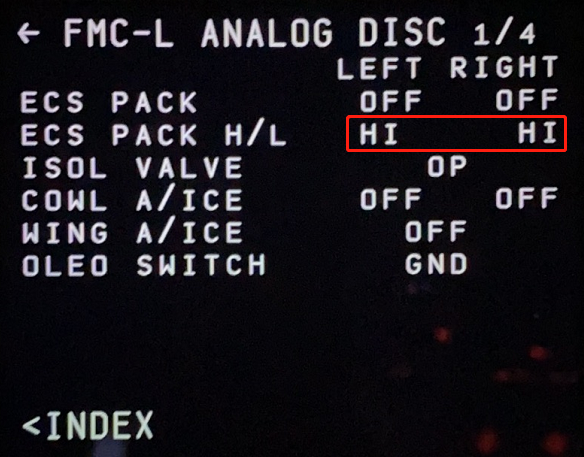 ← FMC-L ANALOG DISC 1/4
LEFT RIGHT
ECS PACK OFF OFF
ECS PACK H/L HI HI
ISOL VALVE OP
COWL A/ICE OFF OFF
WING A/ICE OFF
OLEO SWITCH GND
<INDEX